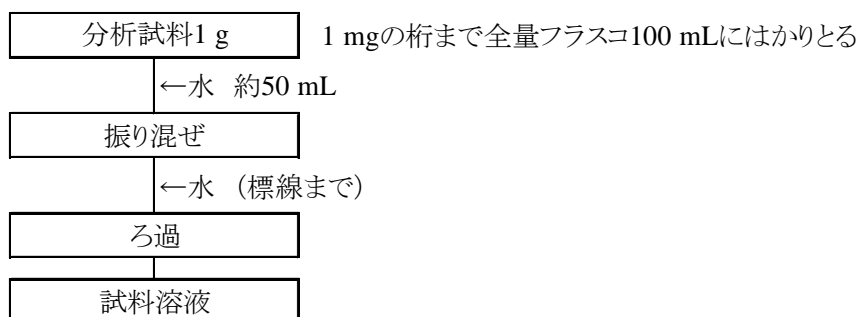 分析試料1 g 1 mgの桁まで全量フラスコ100 mLにはかりとる
←水 約50 mL
振り混ぜ
←水 (標線まで)
ろ過
試料溶液